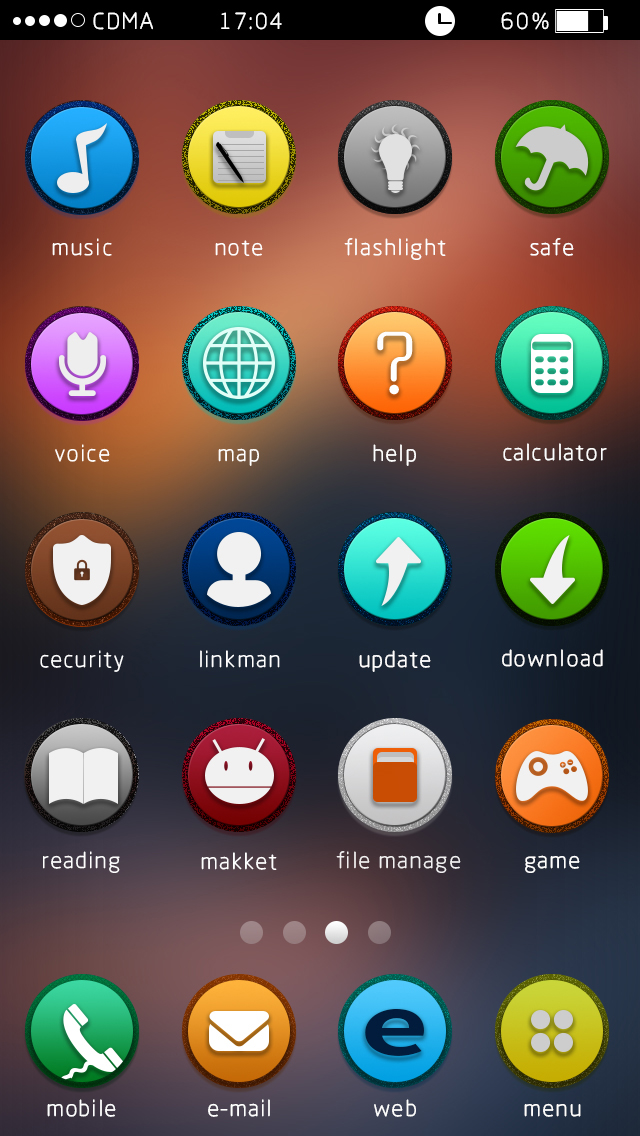 CDMA 17:04 60%
music note flashlight safe
voice map help calculator
cecurity linkman update download
reading makket file manage game
mobile e-mail web menu